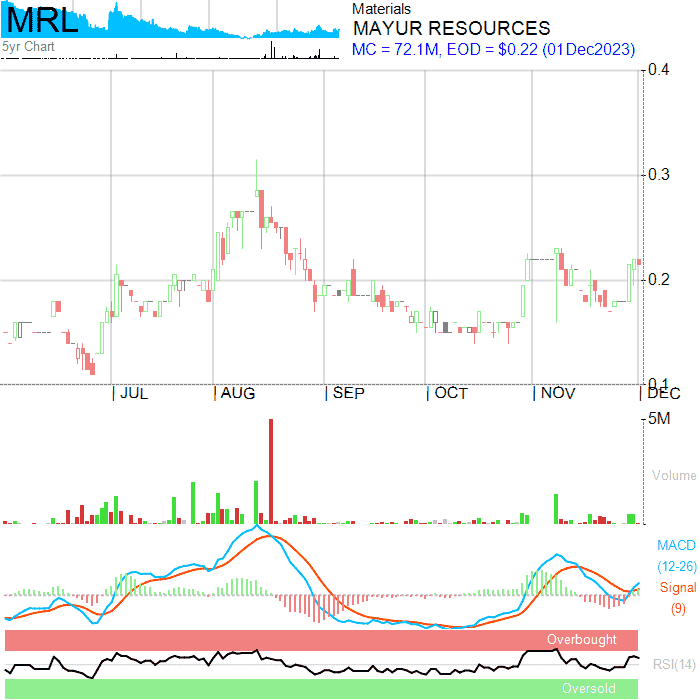 MRL
5yr Chart
Materials
MAYUR RESOURCES
MC = 72.1M, EOD = $0.22 (01Dec2023)
0.4
0.3
0.2
0.1
JUL
AUG
SEP
OCT
NOV
DEC
5M
Volume
MACD
(12-26)
Signal
(9)
Overbought
RSI(14)
Oversold